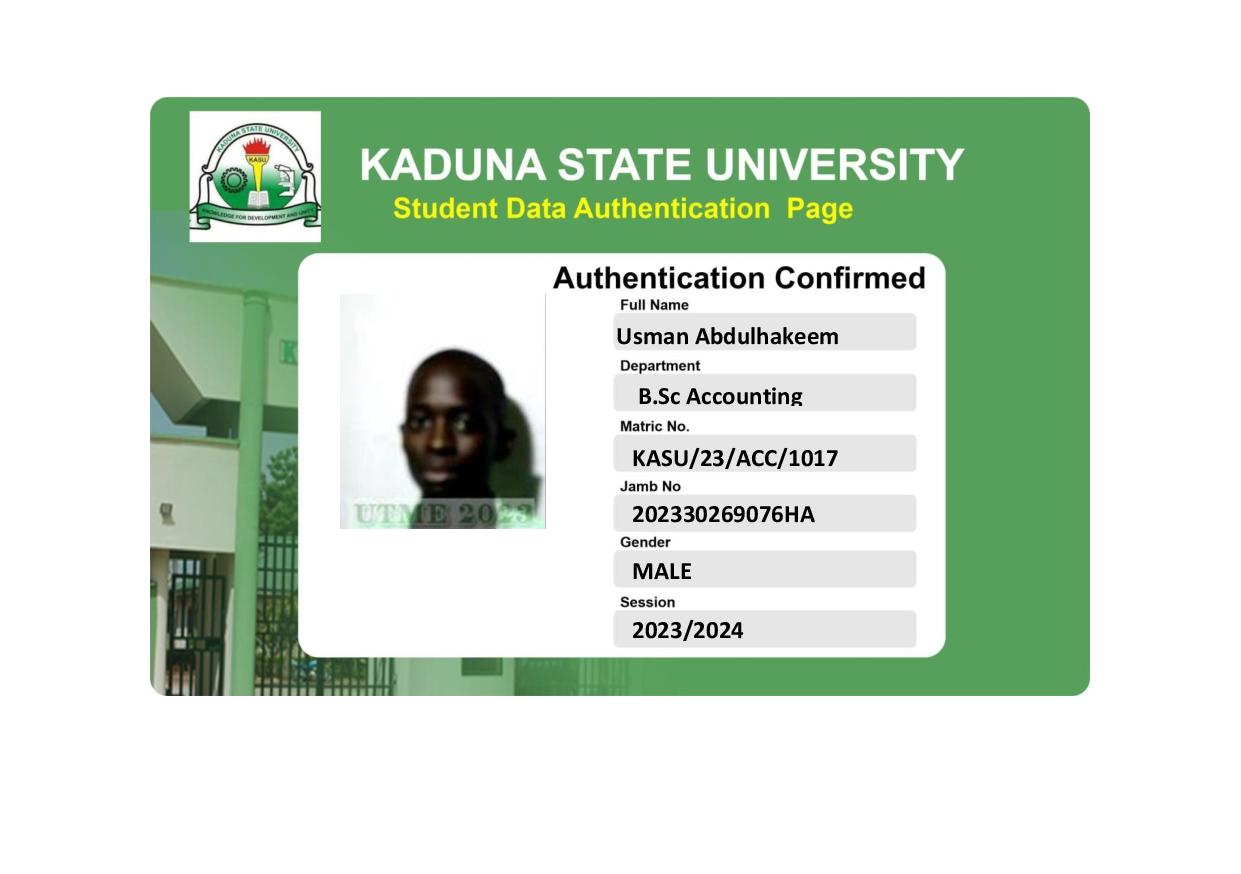 KADUNA STATE UNIVERSITY
KASU
KNOWLEDGE FOR DEVELOPMENT AND UNITY
KADUNA STATE UNIVERSITY
Student Data Authentication Page
Authentication Confirmed
Full Name
Usman Abdulhakeem
Department
B.Sc Accounting
Matric No.
KASU/23/ACC/1017
Jamb No
202330269076HA
Gender
MALE
Session
2023/2024
UTME 2023
K